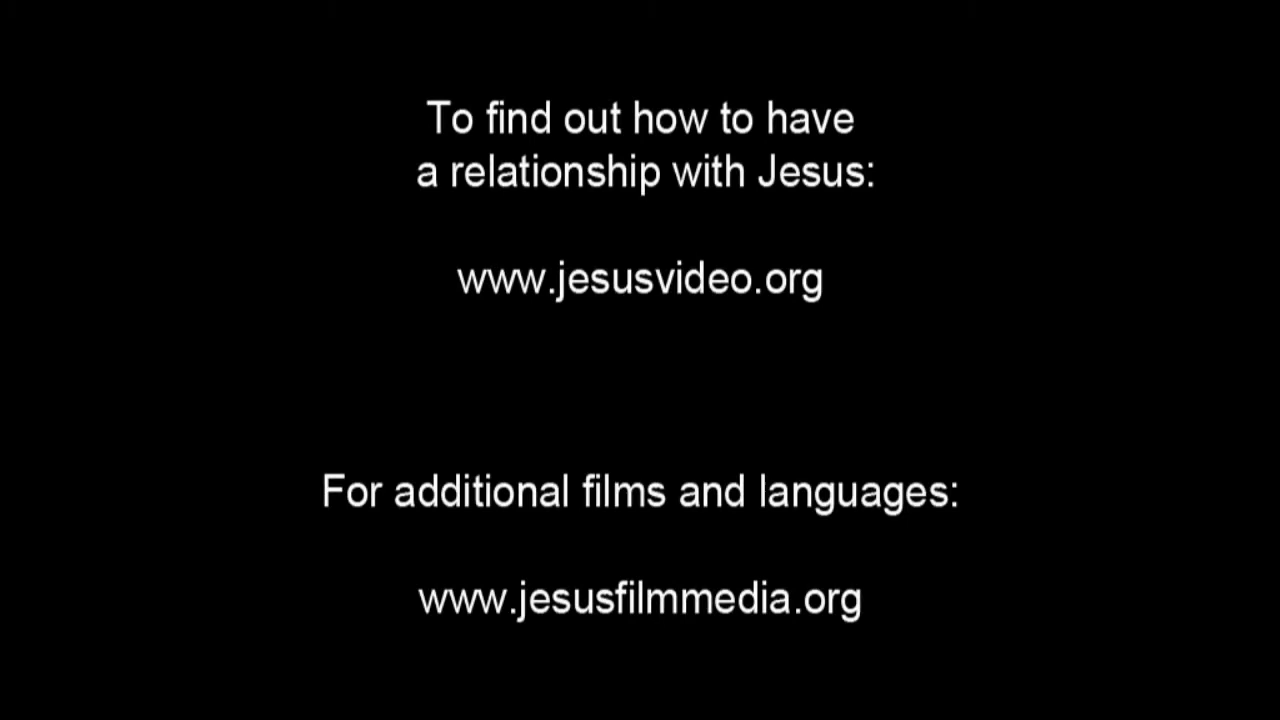 To find out how to have
a relationship with Jesus:
www.jesusvideo.org
For additional films and languages:
www.jesusfilmmedia.org